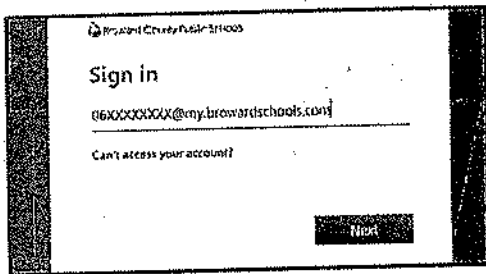 Broward County Public Schools
Sign in
06XXXXXXXX@my.browardschools.com
Can't access your account?
Next